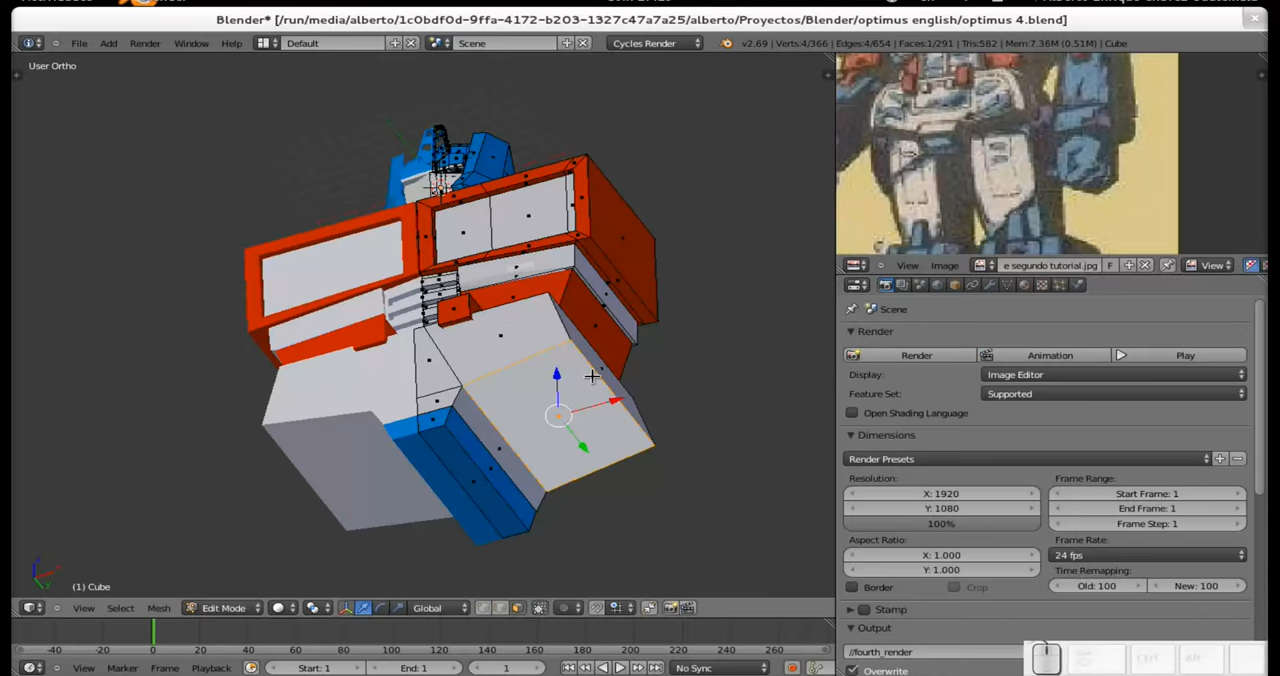 Blender* [/run/media/alberto/1c0bdf0d-9ffa-4172-b203-1327c47a7a25/alberto/Proyectos/Blender/optimus english/optimus 4.blend]
File Add Render Window Help Default Scene Cycles Render v2.69 | Verts:4/366 | Edges:4/654 | Faces:1/291 | Tris:582 | Mem:7.36M (0.51M) | Cube
User Ortho
View Image e segundo tutorial.jpg F View
Scene
Render
Render Animation Play
Display: Image Editor
Feature Set: Supported
Open Shading Language
Dimensions
Render Presets
Resolution: Frame Range:
X: 1920 Start Frame: 1
Y: 1080 End Frame: 1
100% Frame Step: 1
Aspect Ratio: Frame Rate:
X: 1.000 24 fps
Y: 1.000 Time Remapping:
Border Crop Old: 100 New: 100
(1) Cube
View Select Mesh Edit Mode Global
Stamp
Output
-40 -20 0 20 40 60 80 100 120 140 160 180 200 220 240 260
//fourth_render
Overwrite
View Marker Frame Playback Start: 1 End: 1 1 No Sync
Ctrl Alt